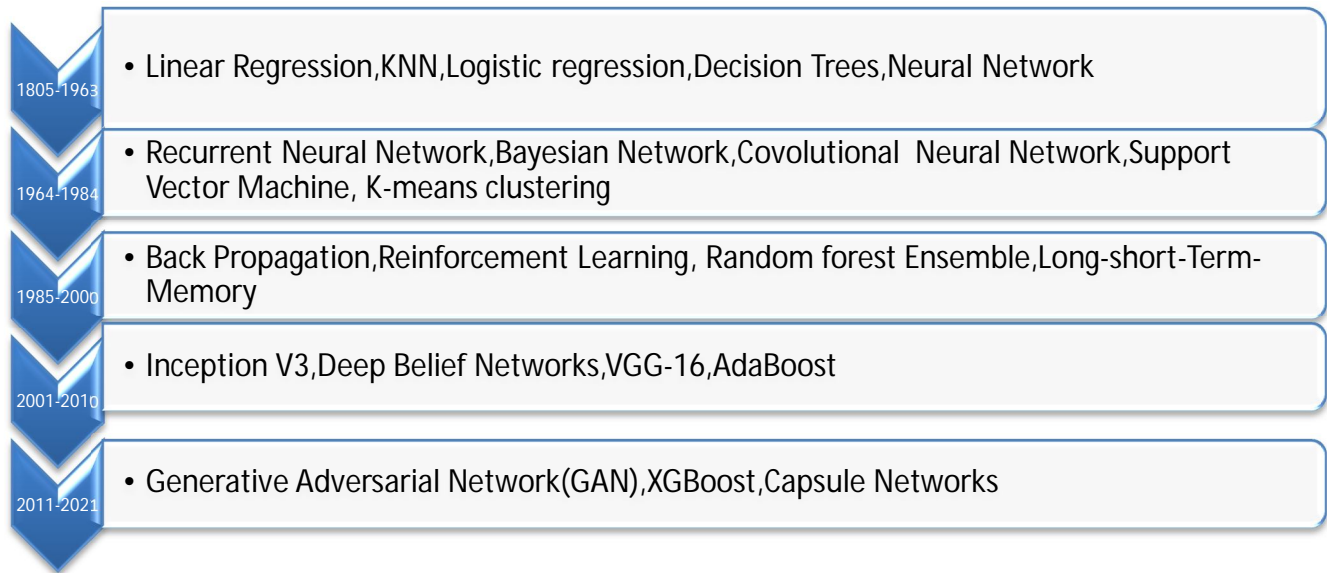 1805-1963
• Linear Regression,KNN,Logistic regression,Decision Trees,Neural Network
1964-1984
• Recurrent Neural Network,Bayesian Network,Covolutional Neural Network,Support
Vector Machine, K-means clustering
1985-2000
• Back Propagation,Reinforcement Learning, Random forest Ensemble,Long-short-Term-
Memory
2001-2010
• Inception V3,Deep Belief Networks,VGG-16,AdaBoost
2011-2021
• Generative Adversarial Network(GAN),XGBoost,Capsule Networks